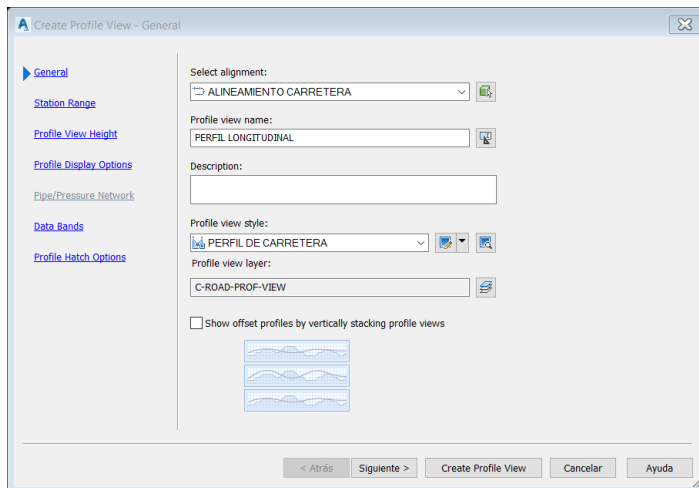 Create Profile View - General
General
Station Range
Profile View Height
Profile Display Options
Pipe/Pressure Network
Data Bands
Profile Hatch Options
Select alignment:
ALINEAMIENTO CARRETERA
Profile view name:
PERFIL LONGITUDINAL
Description:
Profile view style:
PERFIL DE CARRETERA
Profile view layer:
C-ROAD-PROF-VIEW
Show offset profiles by vertically stacking profile views
< Atrás
Siguiente >
Create Profile View
Cancelar
Ayuda